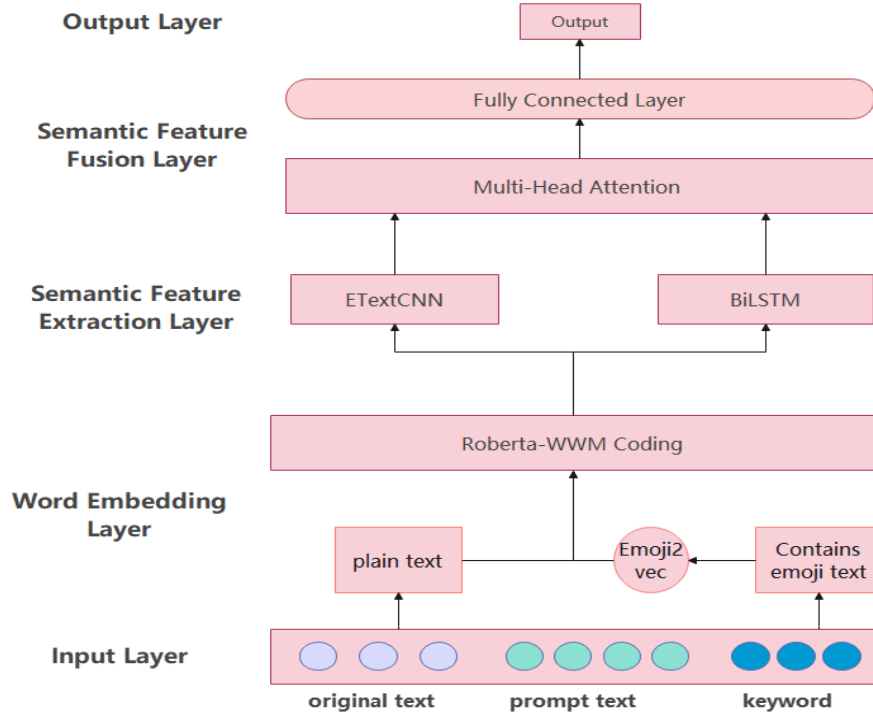 Output Layer
Output
Fully Connected Layer
Semantic Feature
Fusion Layer
Multi-Head Attention
Semantic Feature
Extraction Layer
ETextCNN
BiLSTM
Roberta-WWM Coding
Word Embedding
Layer
plain text
Emoji2
vec
Contains
emoji text
Input Layer
original text
prompt text
keyword